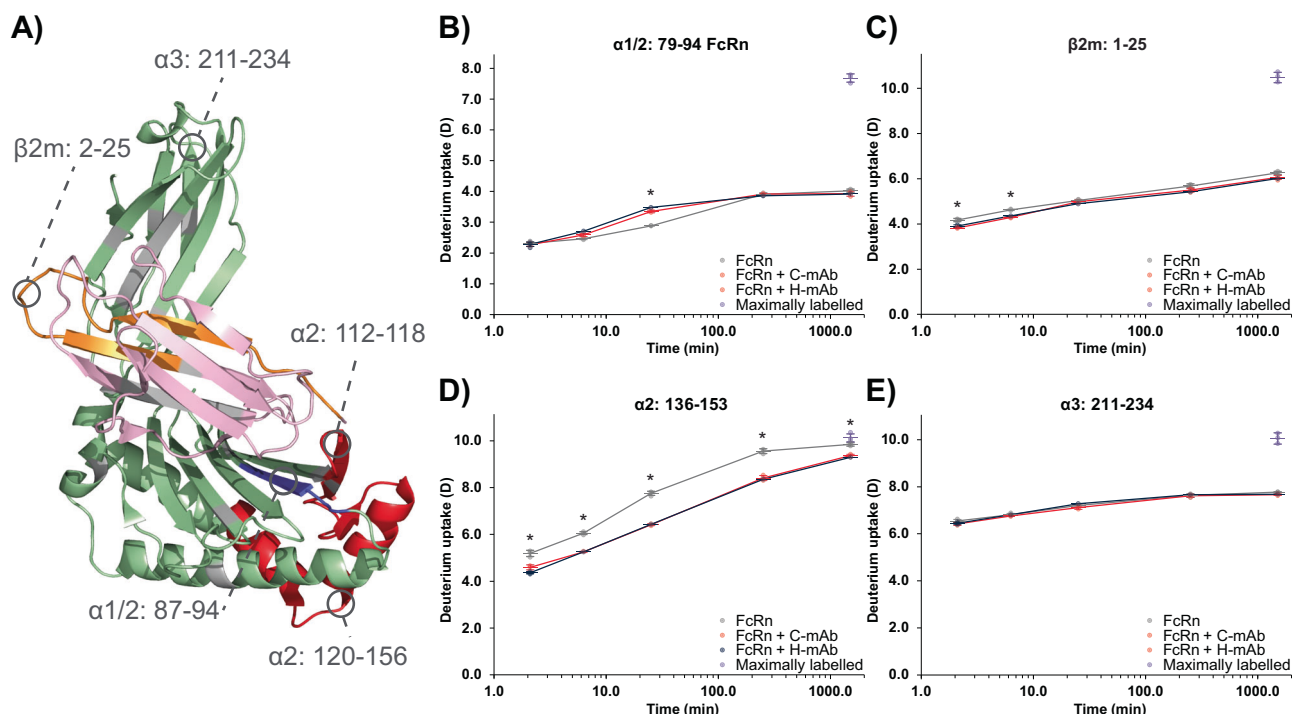 A)
α3: 211-234
β2m: 2-25
α2: 112-118
α1/2: 87-94
α2: 120-156
B)
α1/2: 79-94 FcRn
Deuterium uptake (D)
8.0
7.0
6.0
5.0
4.0
3.0
2.0
1.0
0.0
*
FcRn
FcRn + C-mAb
FcRn + H-mAb
Maximally labelled
1.0 10.0 100.0 1000.0
Time (min)
C)
β2m: 1-25
Deuterium uptake (D)
10.0
8.0
6.0
4.0
2.0
0.0
* *
FcRn
FcRn + C-mAb
FcRn + H-mAb
Maximally labelled
1.0 10.0 100.0 1000.0
Time (min)
D)
α2: 136-153
Deuterium uptake (D)
10.0
8.0
6.0
4.0
2.0
0.0
* * * * *
FcRn
FcRn + C-mAb
FcRn + H-mAb
Maximally labelled
1.0 10.0 100.0 1000.0
Time (min)
E)
α3: 211-234
Deuterium uptake (D)
10.0
8.0
6.0
4.0
2.0
0.0
FcRn
FcRn + C-mAb
FcRn + H-mAb
Maximally labelled
1.0 10.0 100.0 1000.0
Time (min)